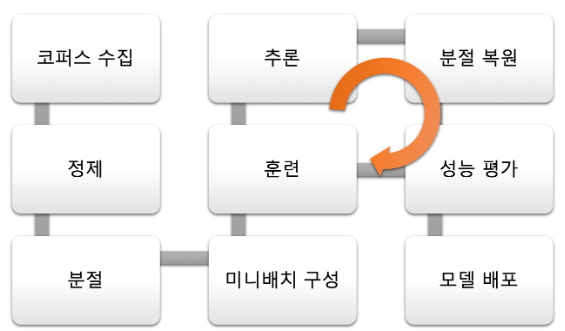 코퍼스 수집
추론
분절 복원
정제
훈련
성능 평가
분절
미니배치 구성
모델 배포